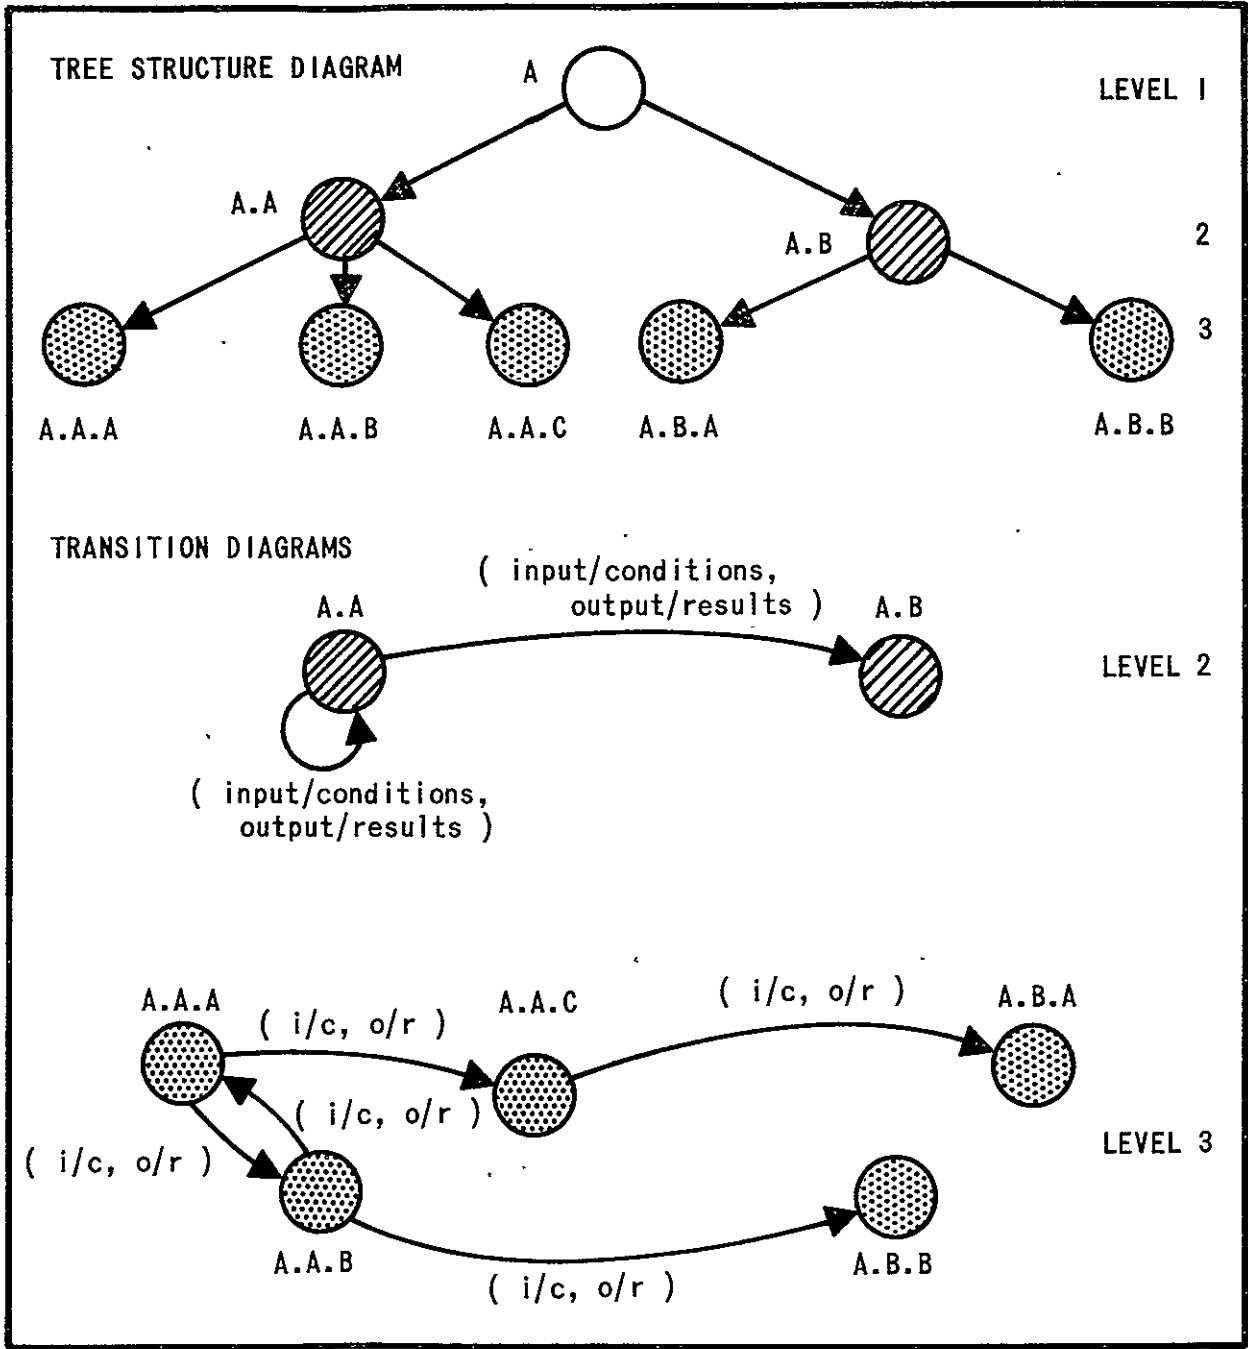 TREE STRUCTURE DIAGRAM
A
LEVEL 1
A.A
A.B
2
3
A.A.A
A.A.B
A.A.C
A.B.A
A.B.B
TRANSITION DIAGRAMS
( input/conditions,
output/results )
A.A
A.B
LEVEL 2
( input/conditions,
output/results )
A.A.A
( i/c, o/r )
A.A.C
( i/c, o/r )
A.B.A
( i/c, o/r )
( i/c, o/r )
LEVEL 3
A.A.B
( i/c, o/r )
A.B.B